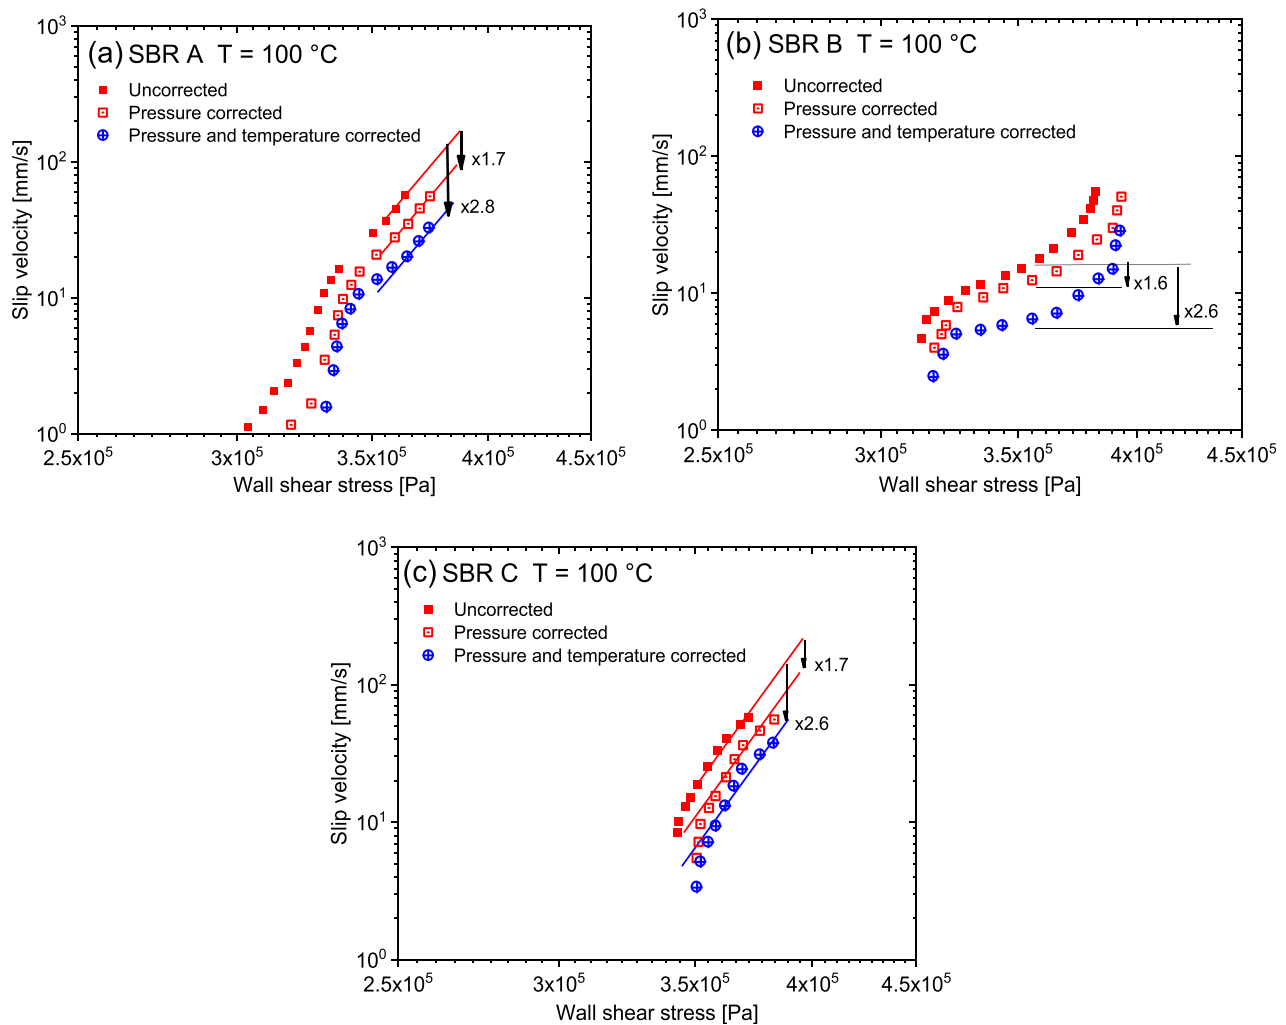 (a) SBR A T = 100 °C
Uncorrected
Pressure corrected
Pressure and temperature corrected
x1.7
x2.8
10³
10²
10¹
10⁰
Slip velocity [mm/s]
2.5x10⁵ 3x10⁵ 3.5x10⁵ 4x10⁵ 4.5x10⁵
Wall shear stress [Pa]
(b) SBR B T = 100 °C
Uncorrected
Pressure corrected
Pressure and temperature corrected
x1.6
x2.6
10³
10²
10¹
10⁰
Slip velocity [mm/s]
2.5x10⁵ 3x10⁵ 3.5x10⁵ 4x10⁵ 4.5x10⁵
Wall shear stress [Pa]
(c) SBR C T = 100 °C
Uncorrected
Pressure corrected
Pressure and temperature corrected
x1.7
x2.6
10³
10²
10¹
10⁰
Slip velocity [mm/s]
2.5x10⁵ 3x10⁵ 3.5x10⁵ 4x10⁵ 4.5x10⁵
Wall shear stress [Pa]